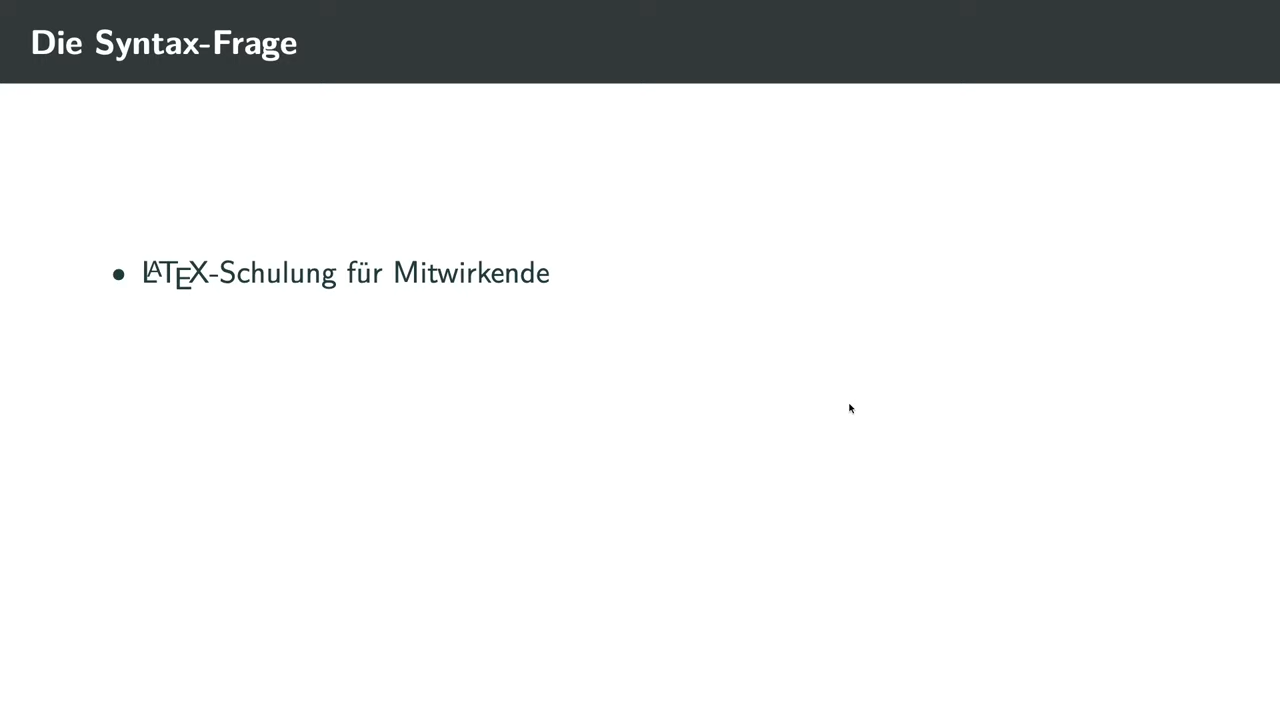 Die Syntax-Frage
• LATEX-Schulung für Mitwirkende